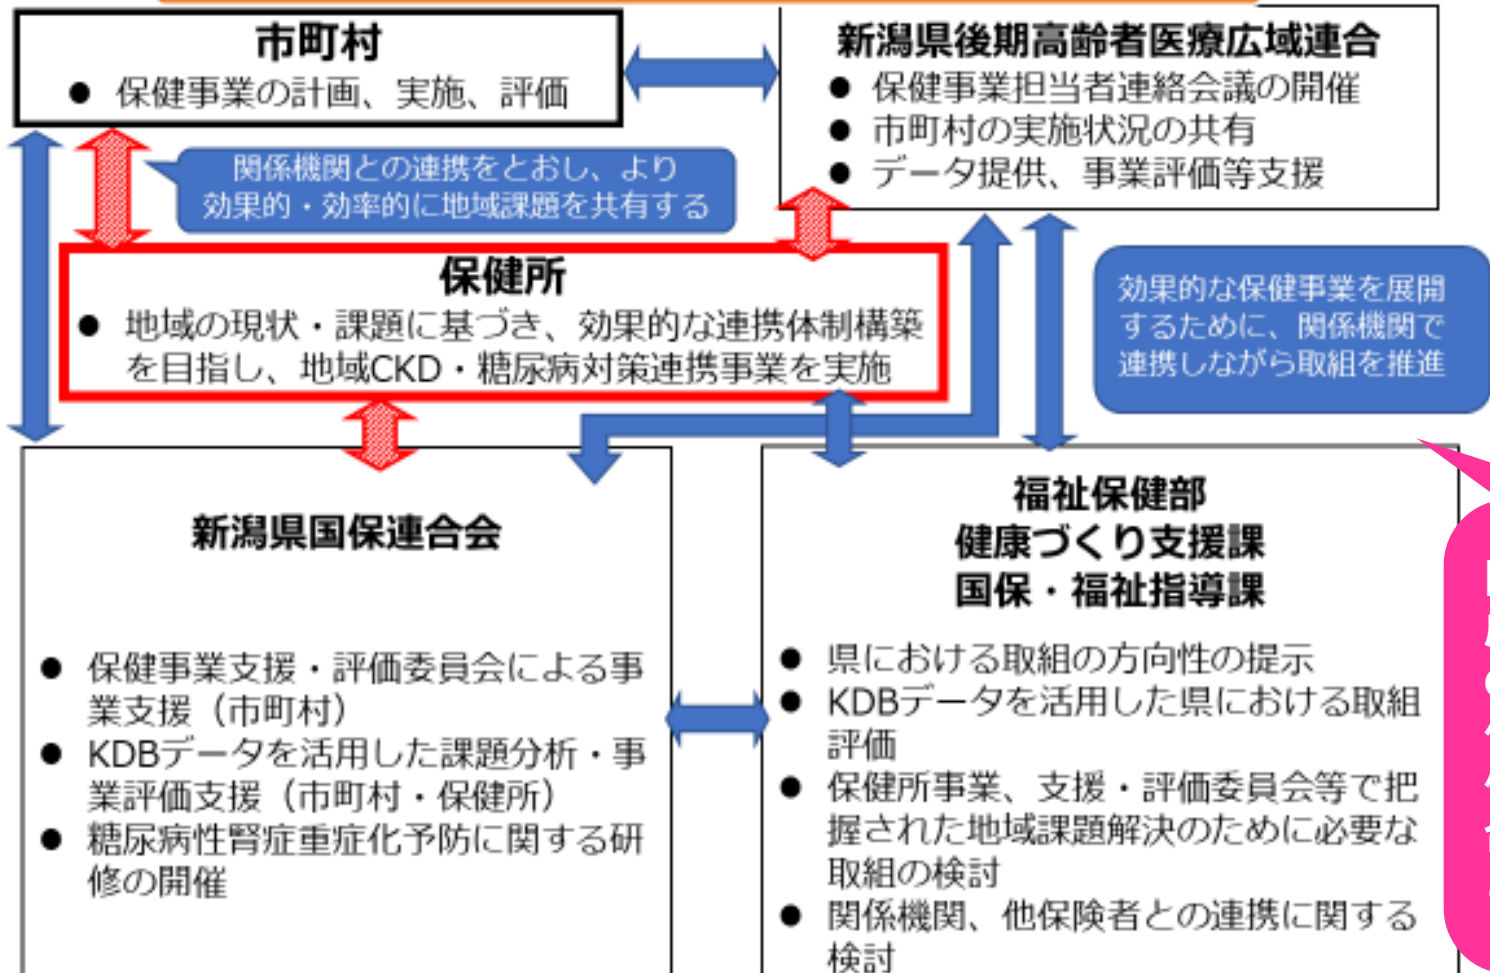 市町村
● 保健事業の計画、実施、評価
新潟県後期高齢者医療広域連合
● 保健事業担当者連絡会議の開催
● 市町村の実施状況の共有
● データ提供、事業評価等支援
関係機関との連携をとおし、より
効果的・効率的に地域課題を共有する
保健所
● 地域の現状・課題に基づき、効果的な連携体制構築
を目指し、地域CKD・糖尿病対策連携事業を実施
効果的な保健事業を展開
するために、関係機関で
連携しながら取組を推進
新潟県国保連合会
● 保健事業支援・評価委員会による事
業支援（市町村）
● KDBデータを活用した課題分析・事
業評価支援（市町村・保健所）
● 糖尿病性腎症重症化予防に関する研
修の開催
福祉保健部
健康づくり支援課
国保・福祉指導課
● 県における取組の方向性の提示
● KDBデータを活用した県における取組
評価
● 保健所事業、支援・評価委員会等で把
握された地域課題解決のために必要な
取組の検討
● 関係機関、他保険者との連携に関する
検討